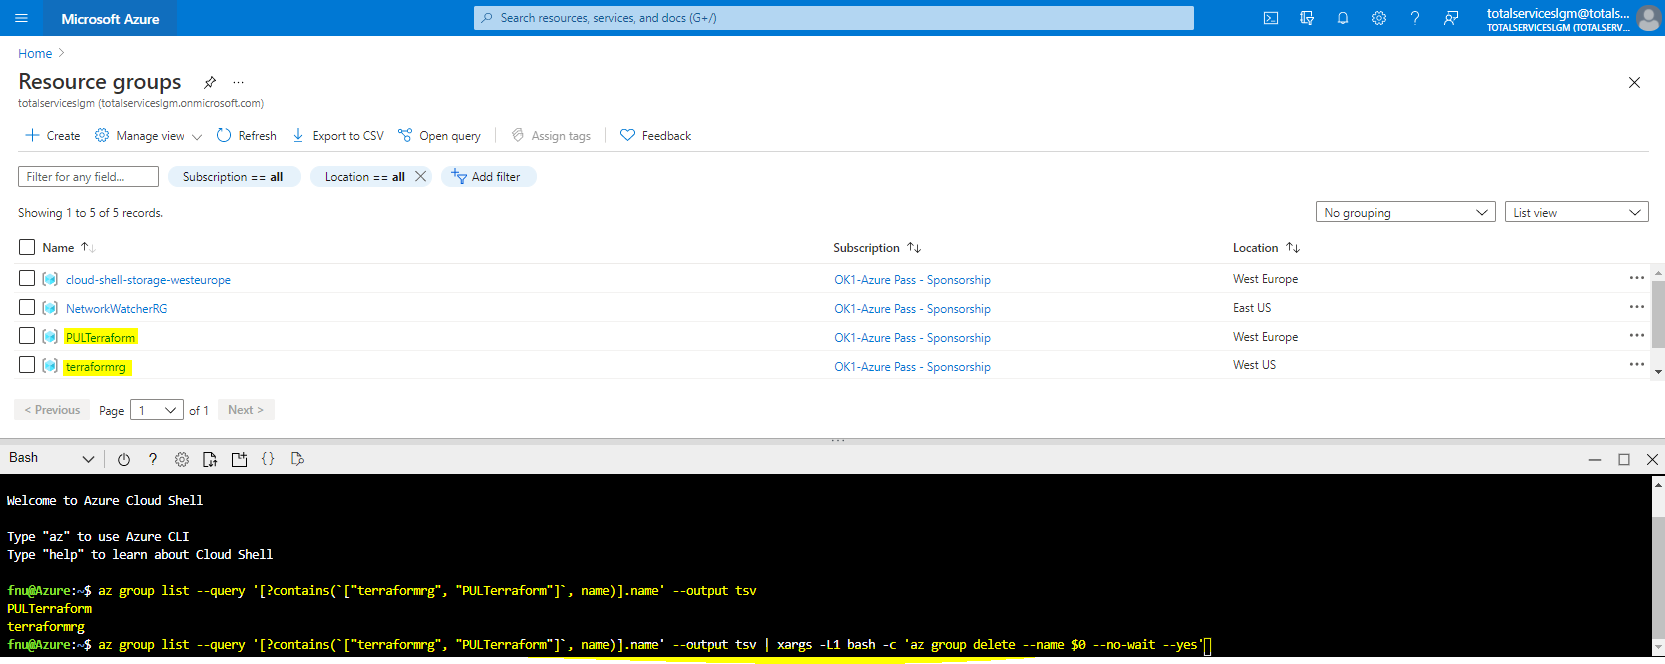 Microsoft Azure
Search resources, services, and docs (G+/)
totalserviceslgm@totals...
TOTALSERVICESLGM (TOTALSERV...
Home
Resource groups
totalserviceslgm (totalserviceslgm.onmicrosoft.com)
Create Manage view Refresh Export to CSV Open query Assign tags Feedback
Filter for any field... Subscription == all Location == all Add filter
Showing 1 to 5 of 5 records. No grouping List view
Name Subscription Location
cloud-shell-storage-westeurope OK1-Azure Pass - Sponsorship West Europe
NetworkWatcherRG OK1-Azure Pass - Sponsorship East US
PULTerraform OK1-Azure Pass - Sponsorship West Europe
terraformrg OK1-Azure Pass - Sponsorship West US
< Previous Page 1 of 1 Next >
Bash
Welcome to Azure Cloud Shell
Type "az" to use Azure CLI
Type "help" to learn about Cloud Shell
fnu@Azure:~$ az group list --query '[?contains(`["terraformrg", "PULTerraform"]`, name)].name' --output tsv
PULTerraform
terraformrg
fnu@Azure:~$ az group list --query '[?contains(`["terraformrg", "PULTerraform"]`, name)].name' --output tsv | xargs -L1 bash -c 'az group delete --name $0 --no-wait --yes'